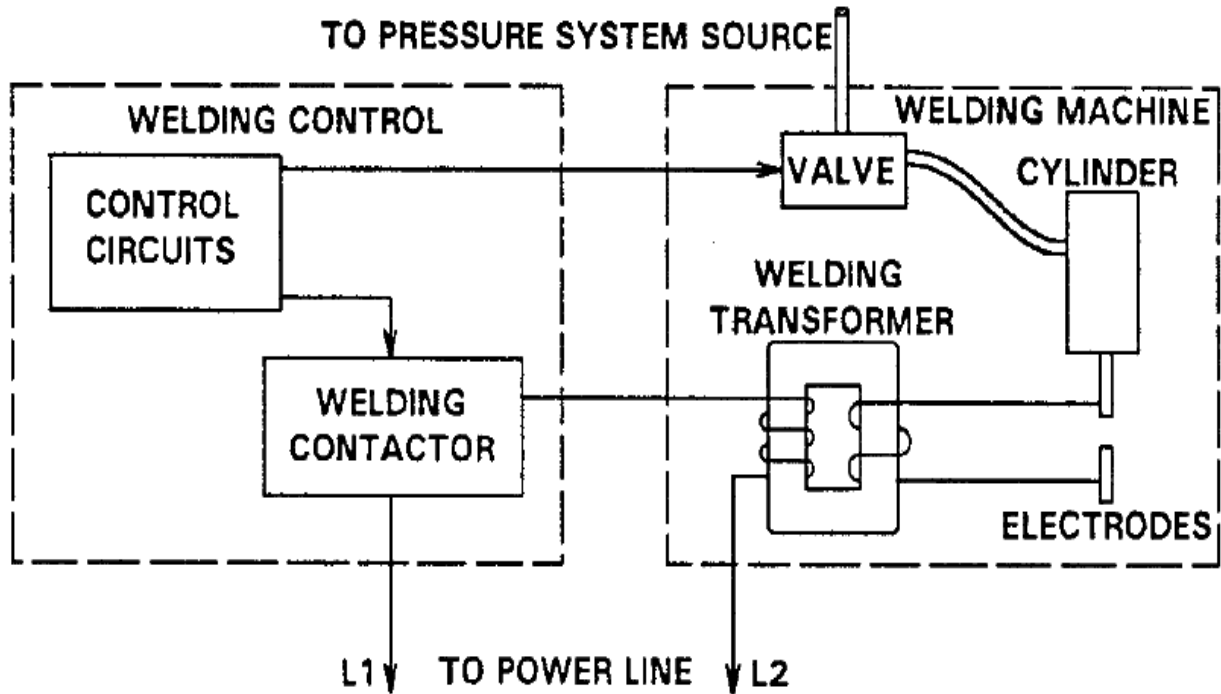 TO PRESSURE SYSTEM SOURCE
WELDING CONTROL
WELDING MACHINE
CONTROL
CIRCUITS
VALVE
CYLINDER
WELDING
TRANSFORMER
WELDING
CONTACTOR
ELECTRODES
L1
TO POWER LINE
L2